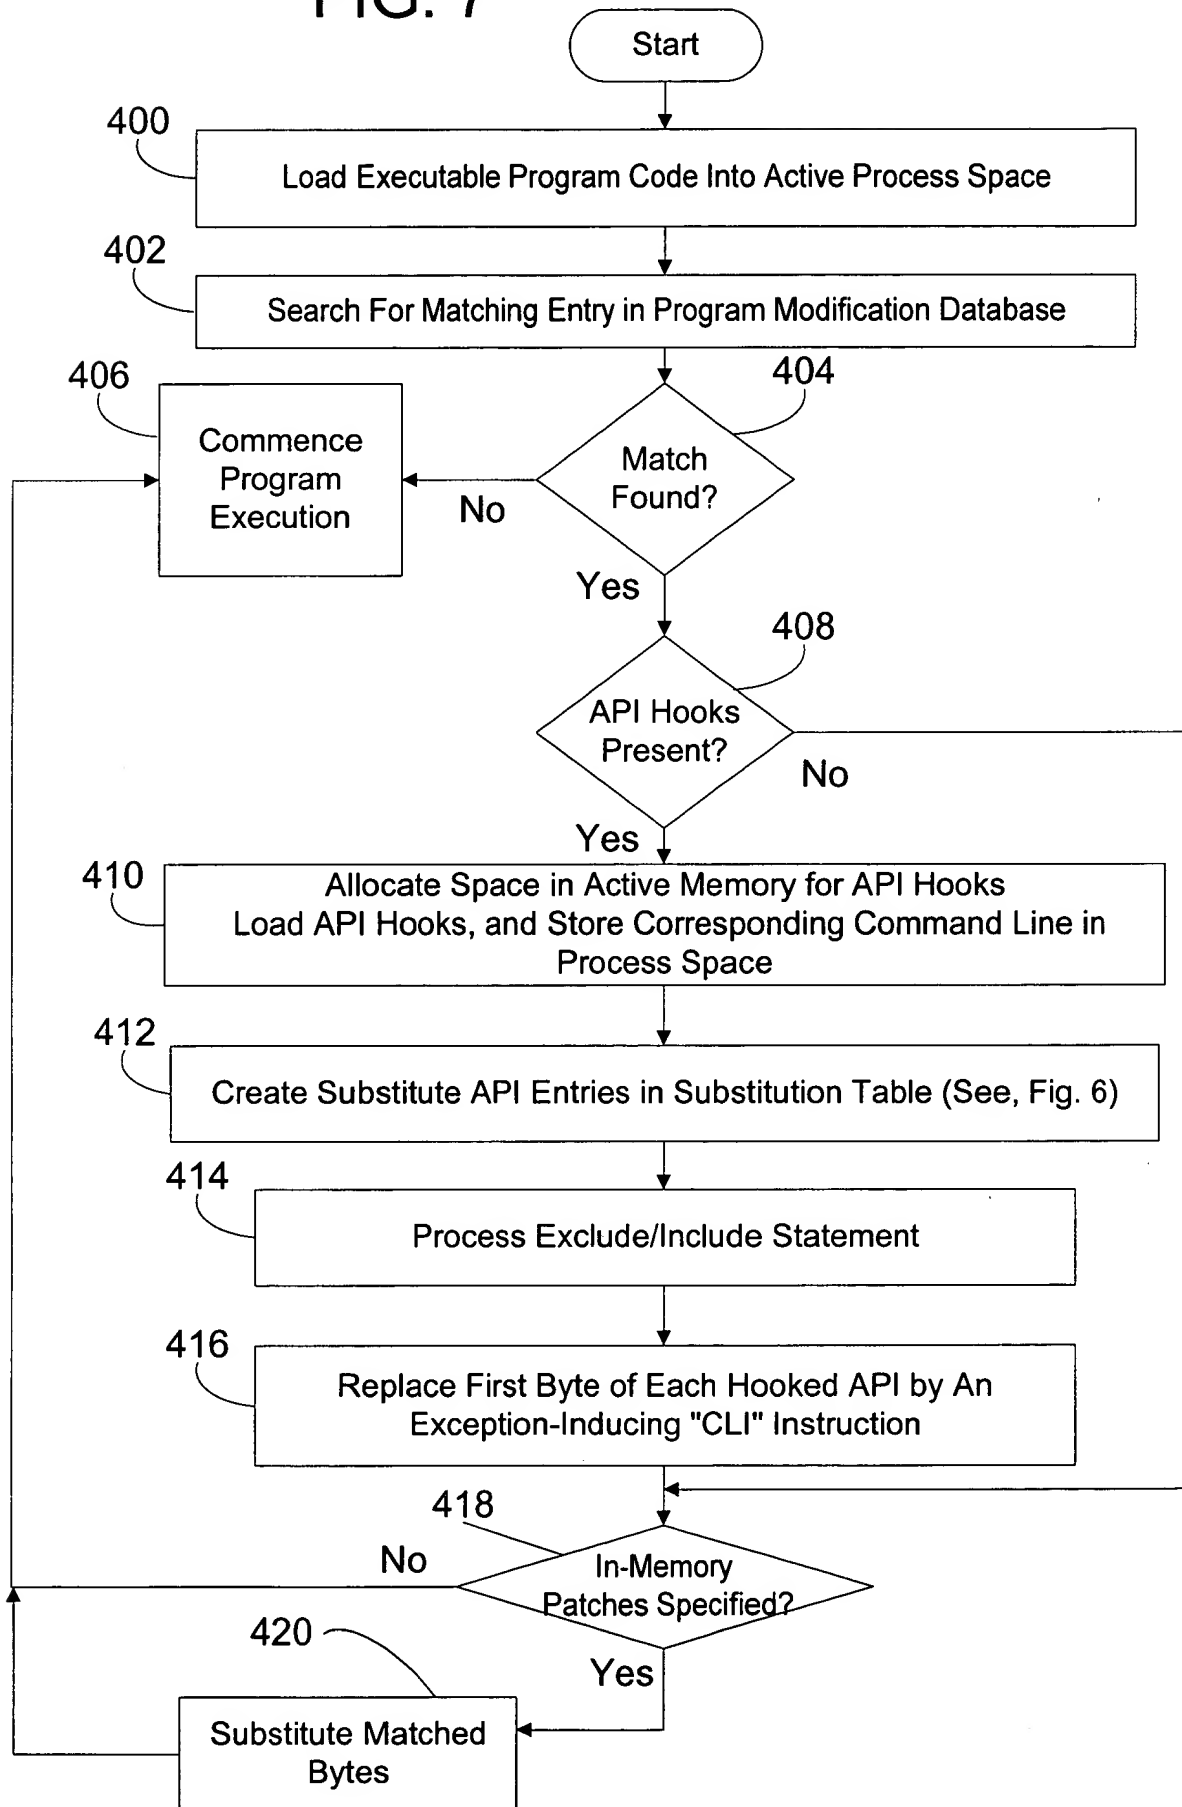 FIG. 7
Start
400
Load Executable Program Code Into Active Process Space
402
Search For Matching Entry in Program Modification Database
406
404
Commence
Program
Execution
Match
Found?
No
Yes
408
API Hooks
Present?
No
Yes
410
Allocate Space in Active Memory for API Hooks
Load API Hooks, and Store Corresponding Command Line in
Process Space
412
Create Substitute API Entries in Substitution Table (See, Fig. 6)
414
Process Exclude/Include Statement
416
Replace First Byte of Each Hooked API by An
Exception-Inducing "CLI" Instruction
418
No
In-Memory
Patches Specified?
420
Yes
Substitute Matched
Bytes